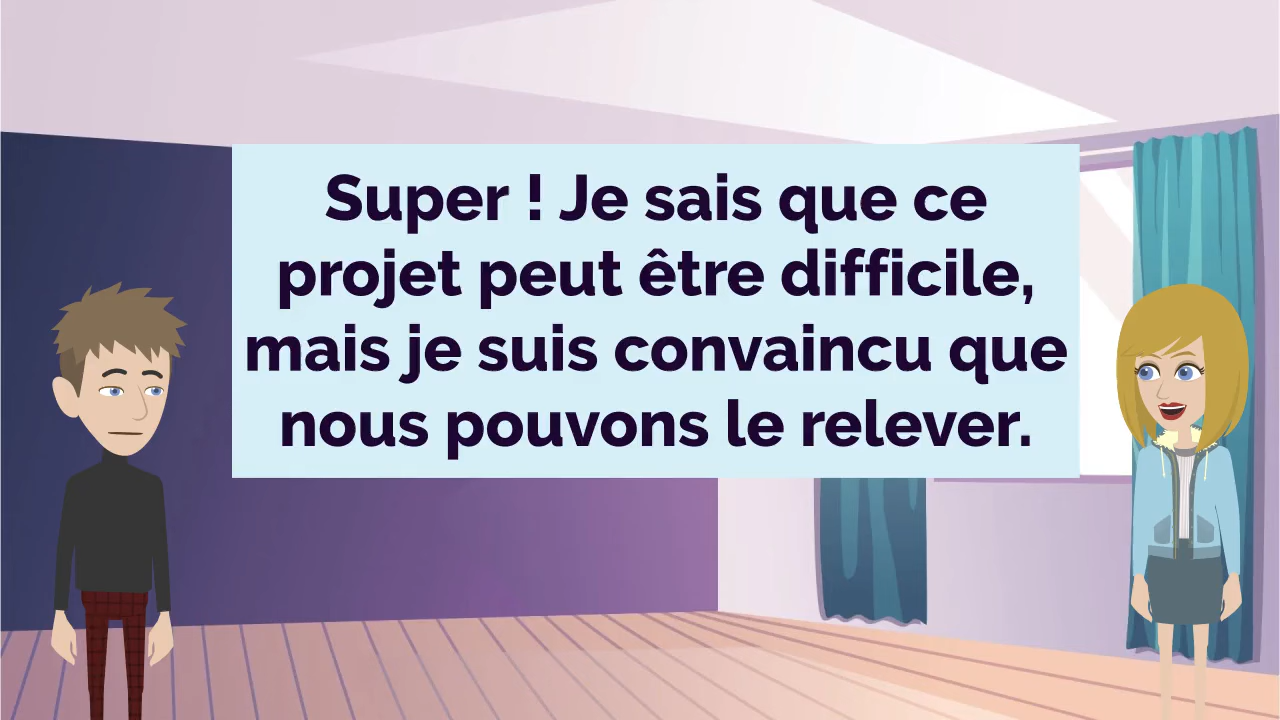 Super ! Je sais que ce
projet peut être difficile,
mais je suis convaincu que
nous pouvons le relever.